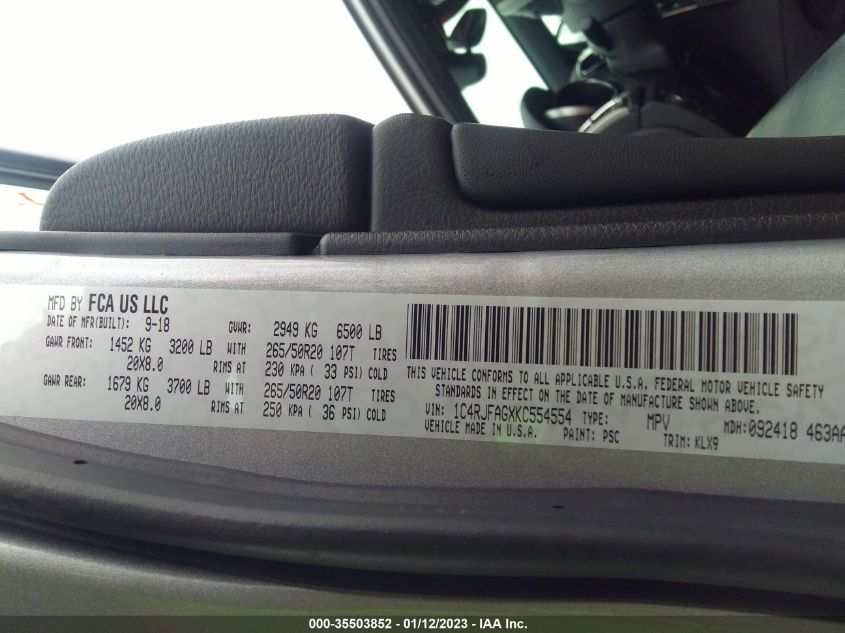 MFD BY FCA US LLC
DATE OF MFR(BUILT): 9-18 GVWR: 2949 KG 6500 LB
GAWR FRONT: 1452 KG 3200 LB WITH 265/50R20 107T TIRES
20X8.0 RIMS AT 230 KPA ( 33 PSI) COLD
GAWR REAR: 1679 KG 3700 LB WITH 265/50R20 107T TIRES
20X8.0 RIMS AT 250 KPA ( 36 PSI) COLD
THIS VEHICLE CONFORMS TO ALL APPLICABLE U.S.A. FEDERAL MOTOR VEHICLE SAFETY
STANDARDS IN EFFECT ON THE DATE OF MANUFACTURE SHOWN ABOVE.
VIN: 1C4RJFAGXKC554554 TYPE: MPV MDH:092418 463AA
VEHICLE MADE IN U.S.A. PAINT: PSC TRIM: KLX9
000-35503852 - 01/12/2023 - IAA Inc.